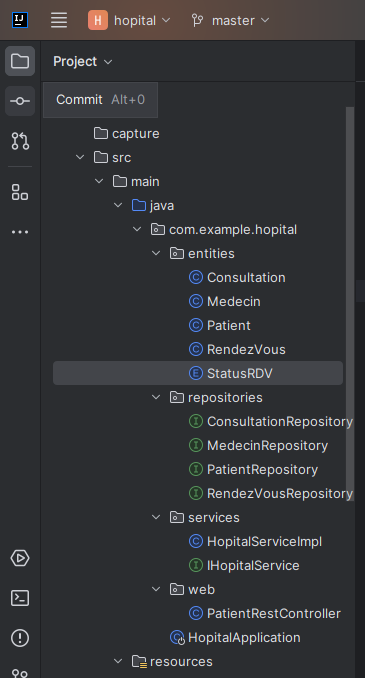 IJ H hopital master
Project
Commit Alt+0
capture
src
main
java
com.example.hopital
entities
C Consultation
C Medecin
C Patient
C RendezVous
E StatusRDV
repositories
I ConsultationRepository
I MedecinRepository
I PatientRepository
I RendezVousRepository
services
C HopitalServiceImpl
I IHopitalService
web
C PatientRestController
C HopitalApplication
resources